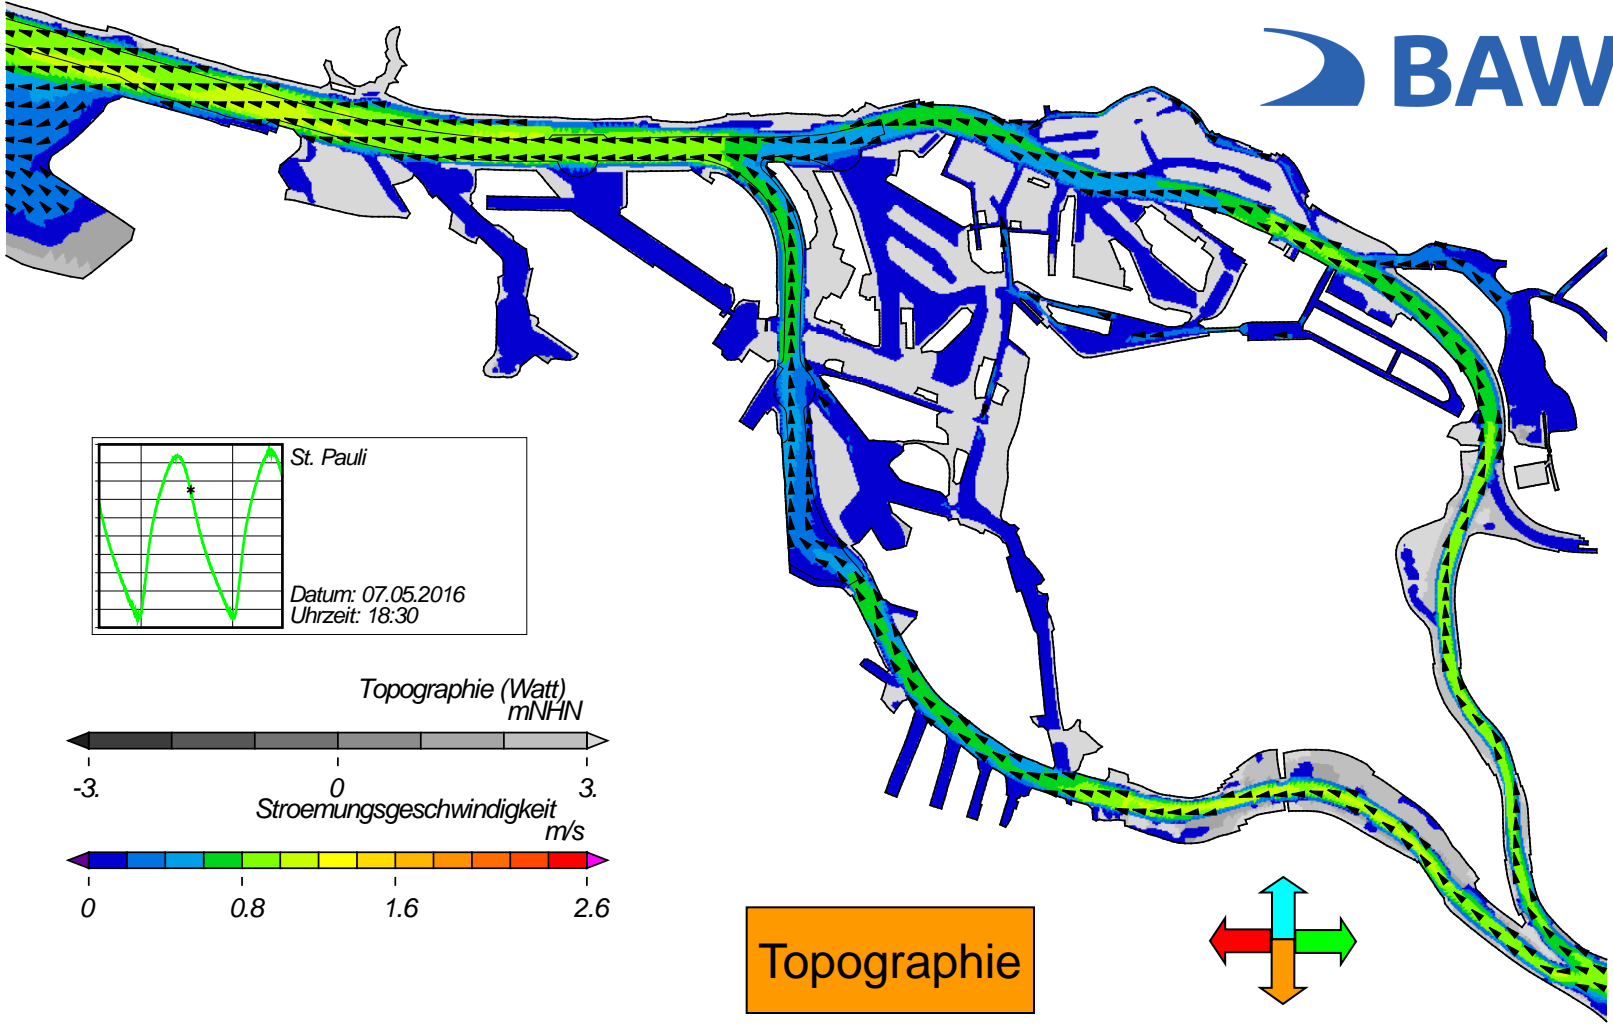 BAW
St. Pauli
Datum: 07.05.2016
Uhrzeit: 18:30
Topographie (Watt)
mNHN
-3. 0 3.
Stroemungsgeschwindigkeit
m/s
0 0.8 1.6 2.6
Topographie